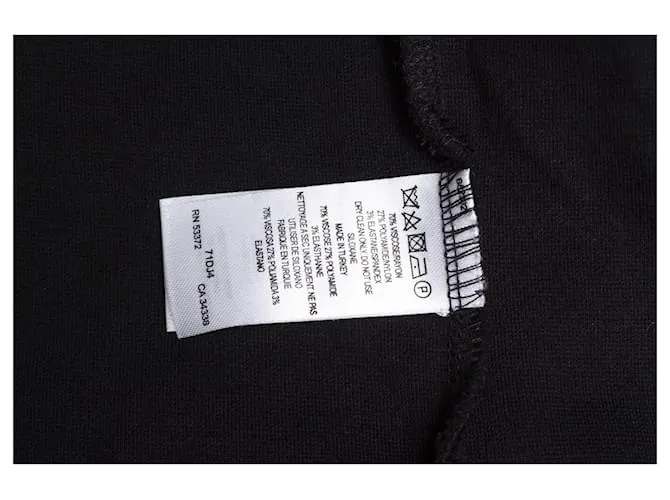 P
70% VISCOSE/RAYON
27% POLYAMIDE/NYLON
3% ELASTANE/SPANDEX
DRY CLEAN ONLY DO NOT USE
SILOXANE
MADE IN TURKEY
70% VISCOSE 27% POLYAMIDE
3% ELASTHANNE
NETTOYAGE A SEC UNIQUEMENT. NE PAS
UTILISER DE SILOXANO
FABRIQUE EN TURQUIE
70% VISCOSA 27% POLIAMIDA 3%
ELASTANO
71DJ4
RN 53372
CA 34338